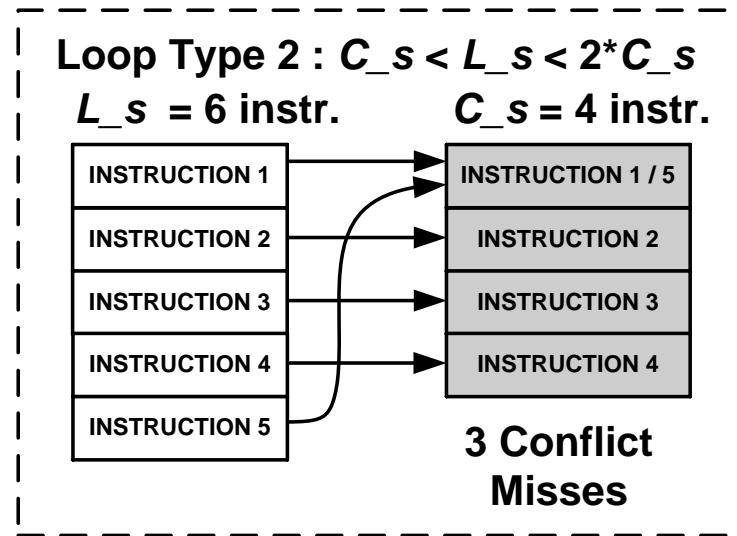 Loop Type 2 : C_s < L_s < 2*C_s
L_s = 6 instr.
C_s = 4 instr.
INSTRUCTION 1
INSTRUCTION 2
INSTRUCTION 3
INSTRUCTION 4
INSTRUCTION 5
INSTRUCTION 1 / 5
INSTRUCTION 2
INSTRUCTION 3
INSTRUCTION 4
3 Conflict
Misses